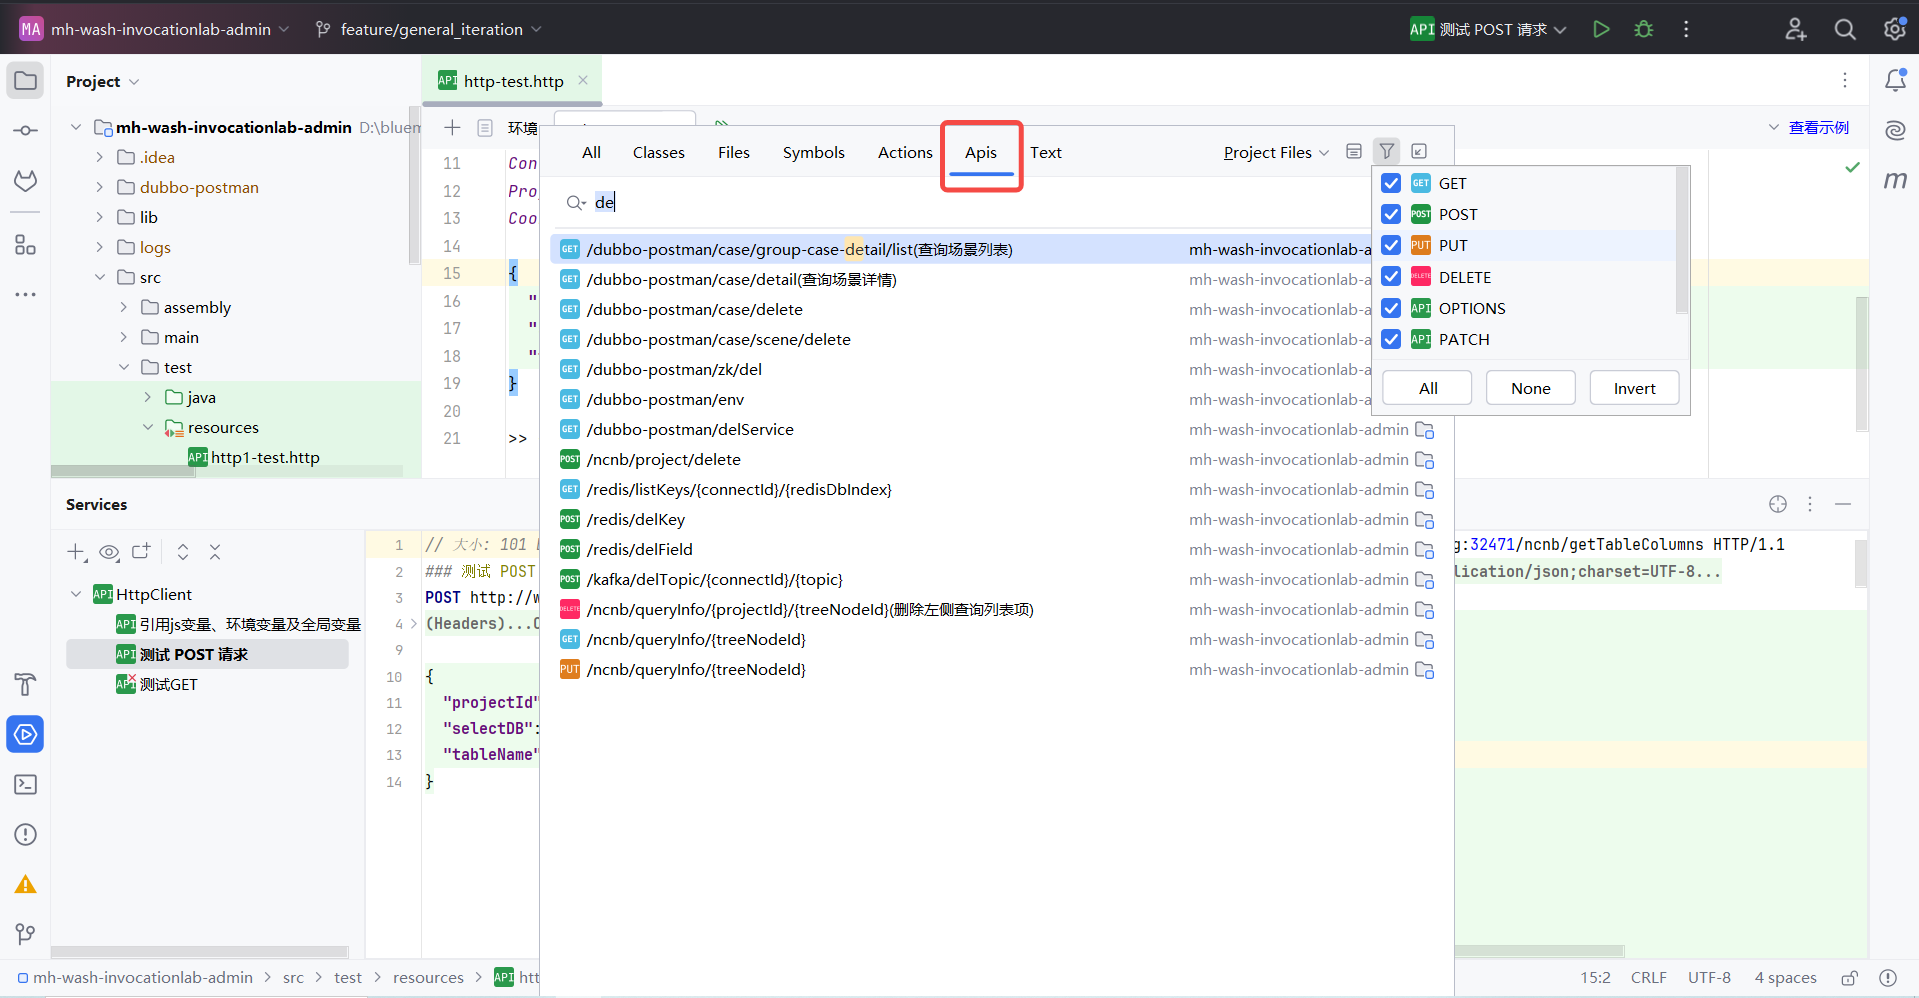 MA mh-wash-invocationlab-admin feature/general_iteration API 测试 POST 请求
Project
API http-test.http
mh-wash-invocationlab-admin D:\bluem
.idea
dubbo-postman
lib
logs
src
assembly
main
test
java
resources
API http1-test.http
环境
查看示例
11 Con
12 Pro
13 Coo
14
15 {
16 "
17 "
18 "
19 }
20
21 >>
All Classes Files Symbols Actions Apis Text Project Files
de
GET /dubbo-postman/case/group-case-detail/list(查询场景列表) mh-wash-invocationlab-a
GET /dubbo-postman/case/detail(查询场景详情) mh-wash-invocationlab-a
GET /dubbo-postman/case/delete mh-wash-invocationlab-a
GET /dubbo-postman/case/scene/delete mh-wash-invocationlab-a
GET /dubbo-postman/zk/del mh-wash-invocationlab-a
GET /dubbo-postman/env mh-wash-invocationlab-a
GET /dubbo-postman/delService mh-wash-invocationlab-admin
POST /ncnb/project/delete mh-wash-invocationlab-admin
GET /redis/listKeys/{connectId}/{redisDbIndex} mh-wash-invocationlab-admin
POST /redis/delKey mh-wash-invocationlab-admin
POST /redis/delField mh-wash-invocationlab-admin
POST /kafka/delTopic/{connectId}/{topic} mh-wash-invocationlab-admin
DELETE /ncnb/queryInfo/{projectId}/{treeNodeId}(删除左侧查询列表项) mh-wash-invocationlab-admin
GET /ncnb/queryInfo/{treeNodeId} mh-wash-invocationlab-admin
PUT /ncnb/queryInfo/{treeNodeId} mh-wash-invocationlab-admin
GET GET
POST POST
PUT PUT
DELETE DELETE
API OPTIONS
API PATCH
All None Invert
m
Services
API HttpClient
API 引用js变量、环境变量及全局变量
API 测试 POST 请求
API 测试GET
1 // 大小: 101
2 ### 测试 POST
3 POST http://w
4 (Headers)...
9
10 {
11 "projectId"
12 "selectDB":
13 "tableName"
14 }
g:32471/ncnb/getTableColumns HTTP/1.1
lication/json;charset=UTF-8...
mh-wash-invocationlab-admin > src > test > resources > API htt
15:2 CRLF UTF-8 4 spaces